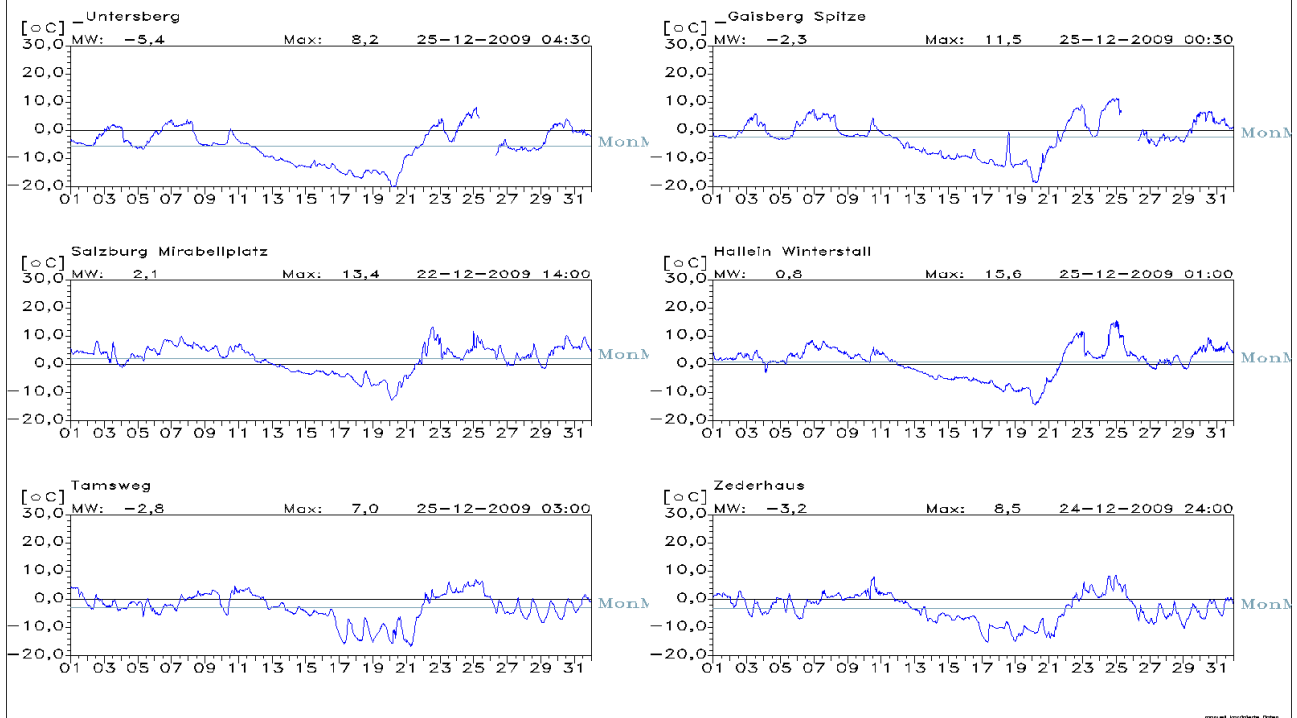 _Untersberg
[°C] MW: -5,4 Max: 8,2 25-12-2009 04:30
30,0
20,0
10,0
0,0
MonM
-10,0
-20,0
01 03 05 07 09 11 13 15 17 19 21 23 25 27 29 31
_Gaisberg Spitze
[°C] MW: -2,3 Max: 11,5 25-12-2009 00:30
30,0
20,0
10,0
0,0
MonM
-10,0
-20,0
01 03 05 07 09 11 13 15 17 19 21 23 25 27 29 31
Salzburg Mirabellplatz
[°C] MW: 2,1 Max: 13,4 22-12-2009 14:00
30,0
20,0
10,0
MonM
0,0
-10,0
-20,0
01 03 05 07 09 11 13 15 17 19 21 23 25 27 29 31
Hallein Winterstall
[°C] MW: 0,8 Max: 15,6 25-12-2009 01:00
30,0
20,0
10,0
MonM
0,0
-10,0
-20,0
01 03 05 07 09 11 13 15 17 19 21 23 25 27 29 31
Tamsweg
[°C] MW: -2,8 Max: 7,0 25-12-2009 03:00
30,0
20,0
10,0
0,0
MonM
-10,0
-20,0
01 03 05 07 09 11 13 15 17 19 21 23 25 27 29 31
Zederhaus
[°C] MW: -3,2 Max: 8,5 24-12-2009 24:00
30,0
20,0
10,0
0,0
MonM
-10,0
-20,0
01 03 05 07 09 11 13 15 17 19 21 23 25 27 29 31